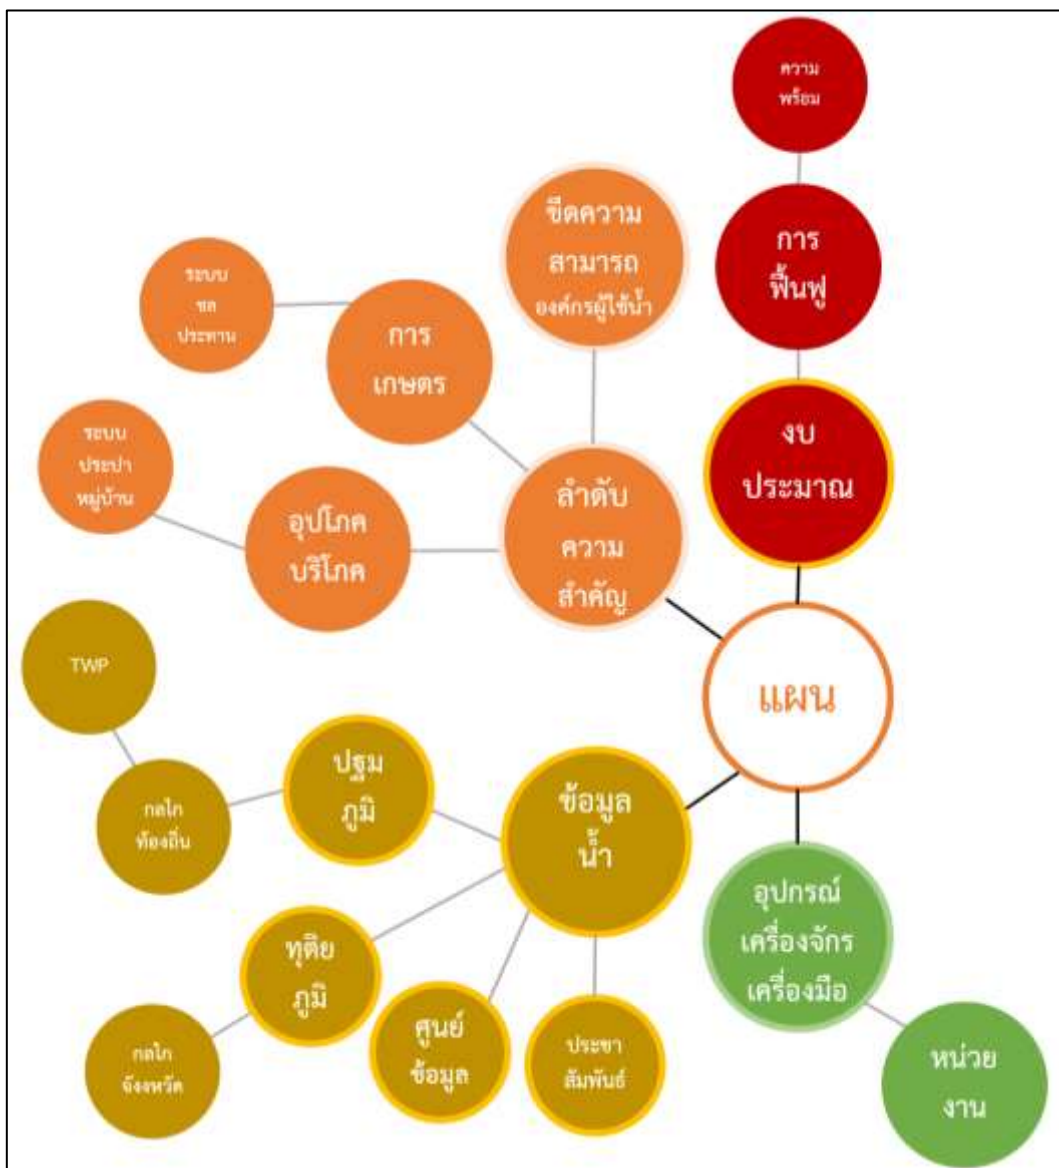 ความ
พร้อม
การ
ฟื้นฟู
งบ
ประมาณ
ขีดความ
สามารถ
องค์กรผู้ใช้น้ำ
ระบบ
ชล
ประทาน
การ
เกษตร
ระบบ
ประปา
หมู่บ้าน
อุปโภค
บริโภค
ลำดับ
ความ
สำคัญ
แผน
TWP
กลไก
ท้องถิ่น
ปฐม
ภูมิ
ข้อมูล
น้ำ
ทุติย
ภูมิ
กลไก
จังงหวัด
ศูนย์
ข้อมูล
ประชา
สัมพันธ์
อุปกรณ์
เครื่องจักร
เครื่องมือ
หน่วย
งาน